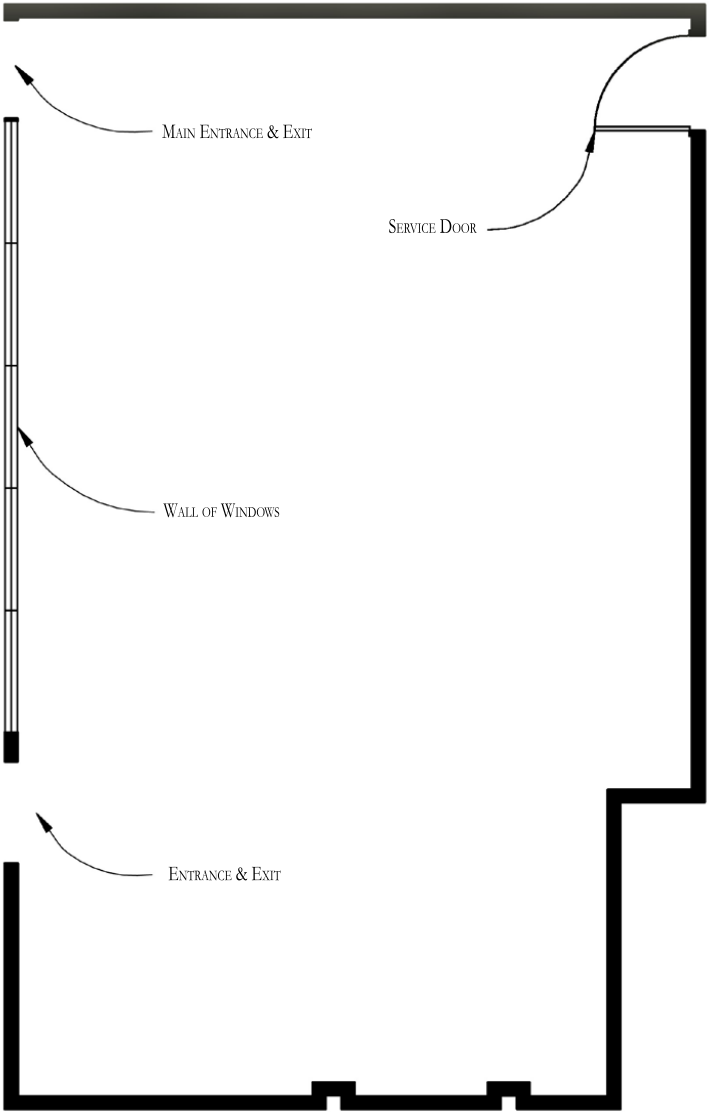 Main Entrance & Exit
Service Door
Wall of Windows
Entrance & Exit